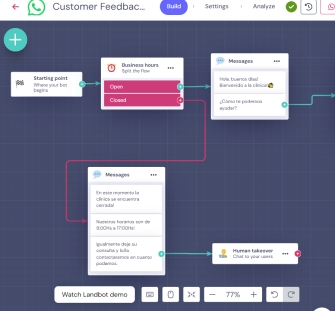 Customer Feedbac...
Build
Settings
Analyze
Starting point
Where your bot
begins
Business hours
Split the flow
Open
Closed
Messages
Hola, buenos días!
Bienvenido a la clínica!
¿Cómo te podemos
ayudar?
Messages
En este momento la
clínica se encuentra
cerrada!
Nuestros horarios son de
9:00Hs a 17:00Hs!
Igualmente deja su
consulta y lo/la
contactaremos en cuanto
podamos.
Human takeover
Chat to your users
Watch Landbot demo
77%